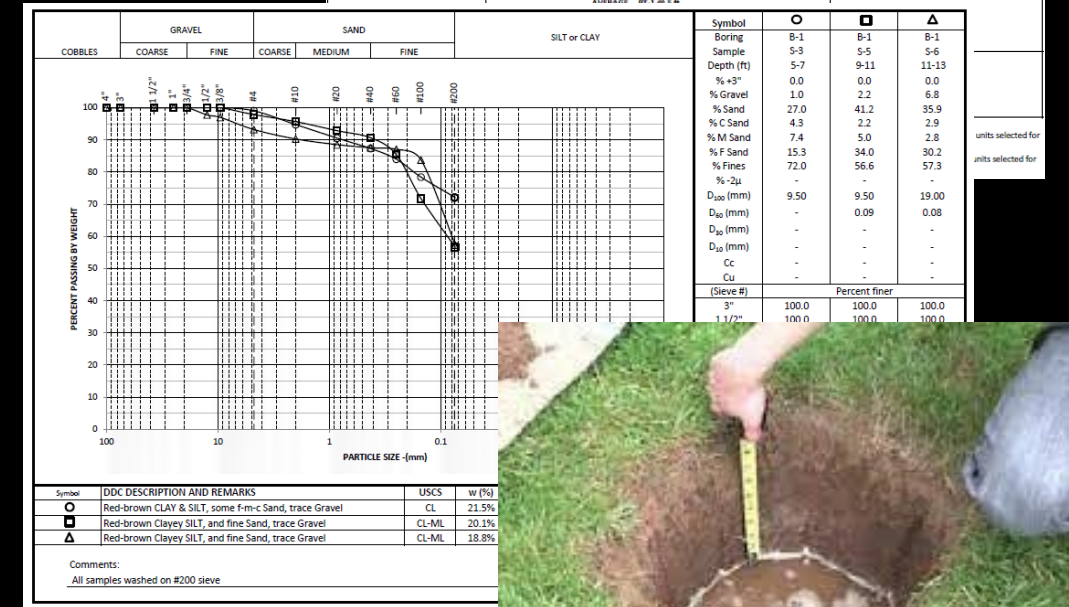 GRAVEL SAND SILT or CLAY
COBBLES COARSE FINE COARSE MEDIUM FINE
4" 3" 1 1/2" 1" 3/4" 1/2" 3/8" #4 #10 #20 #40 #60 #100 #200
100
90
80
70
60
50
40
30
20
10
0
PERCENT PASSING BY WEIGHT
100 10 1 0.1
PARTICLE SIZE -(mm)
Symbol
Boring B-1 B-1 B-1
Sample S-3 S-5 S-6
Depth (ft) 5-7 9-11 11-13
% +3" 0.0 0.0 0.0
% Gravel 1.0 2.2 6.8
% Sand 27.0 41.2 35.9
% C Sand 4.3 2.2 2.9
% M Sand 7.4 5.0 2.8
% F Sand 15.3 34.0 30.2
% Fines 72.0 56.6 57.3
% -2µ - - -
D₁₀₀ (mm) 9.50 9.50 19.00
D₆₀ (mm) - 0.09 0.08
D₃₀ (mm) - - -
D₁₀ (mm) - - -
Cc - - -
Cu - - -
(Sieve #) Percent finer
3" 100.0 100.0 100.0
1 1/2" 100.0 100.0 100.0
units selected for
units selected for
Symbol DDC DESCRIPTION AND REMARKS USCS w (%)
Red-brown CLAY & SILT, some f-m-c Sand, trace Gravel CL 21.5%
Red-brown Clayey SILT, and fine Sand, trace Gravel CL-ML 20.1%
Red-brown Clayey SILT, and fine Sand, trace Gravel CL-ML 18.8%
Comments:
All samples washed on #200 sieve